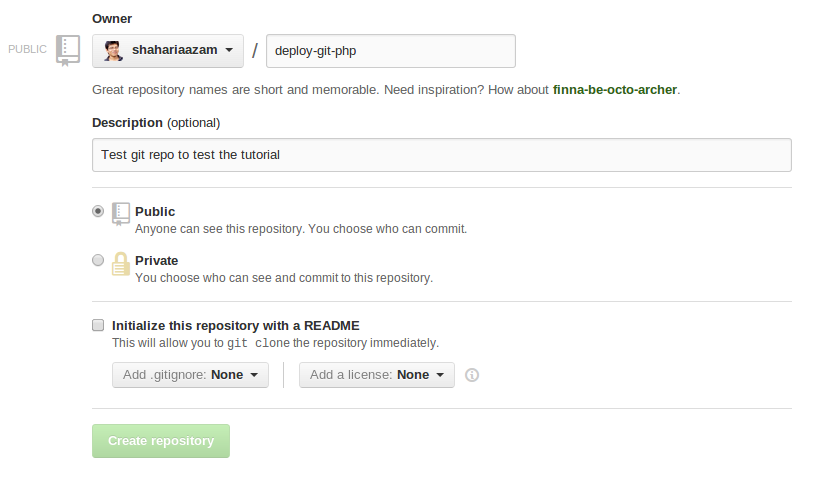 Owner
PUBLIC shahariaazam / deploy-git-php
Great repository names are short and memorable. Need inspiration? How about finna-be-octo-archer.
Description (optional)
Test git repo to test the tutorial
Public
Anyone can see this repository. You choose who can commit.
Private
You choose who can see and commit to this repository.
Initialize this repository with a README
This will allow you to git clone the repository immediately.
Add .gitignore: None Add a license: None
Create repository